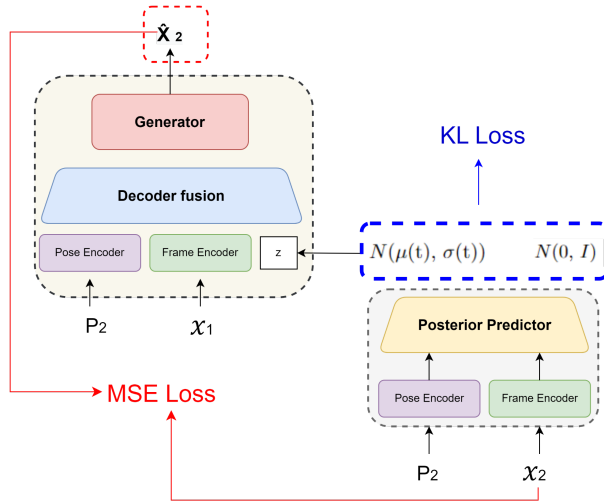 X̂ 2
Generator
KL Loss
Decoder fusion
Pose Encoder
Frame Encoder
z
N(μ(t), σ(t))
N(0, I)
P2
x1
Posterior Predictor
MSE Loss
Pose Encoder
Frame Encoder
P2
x2